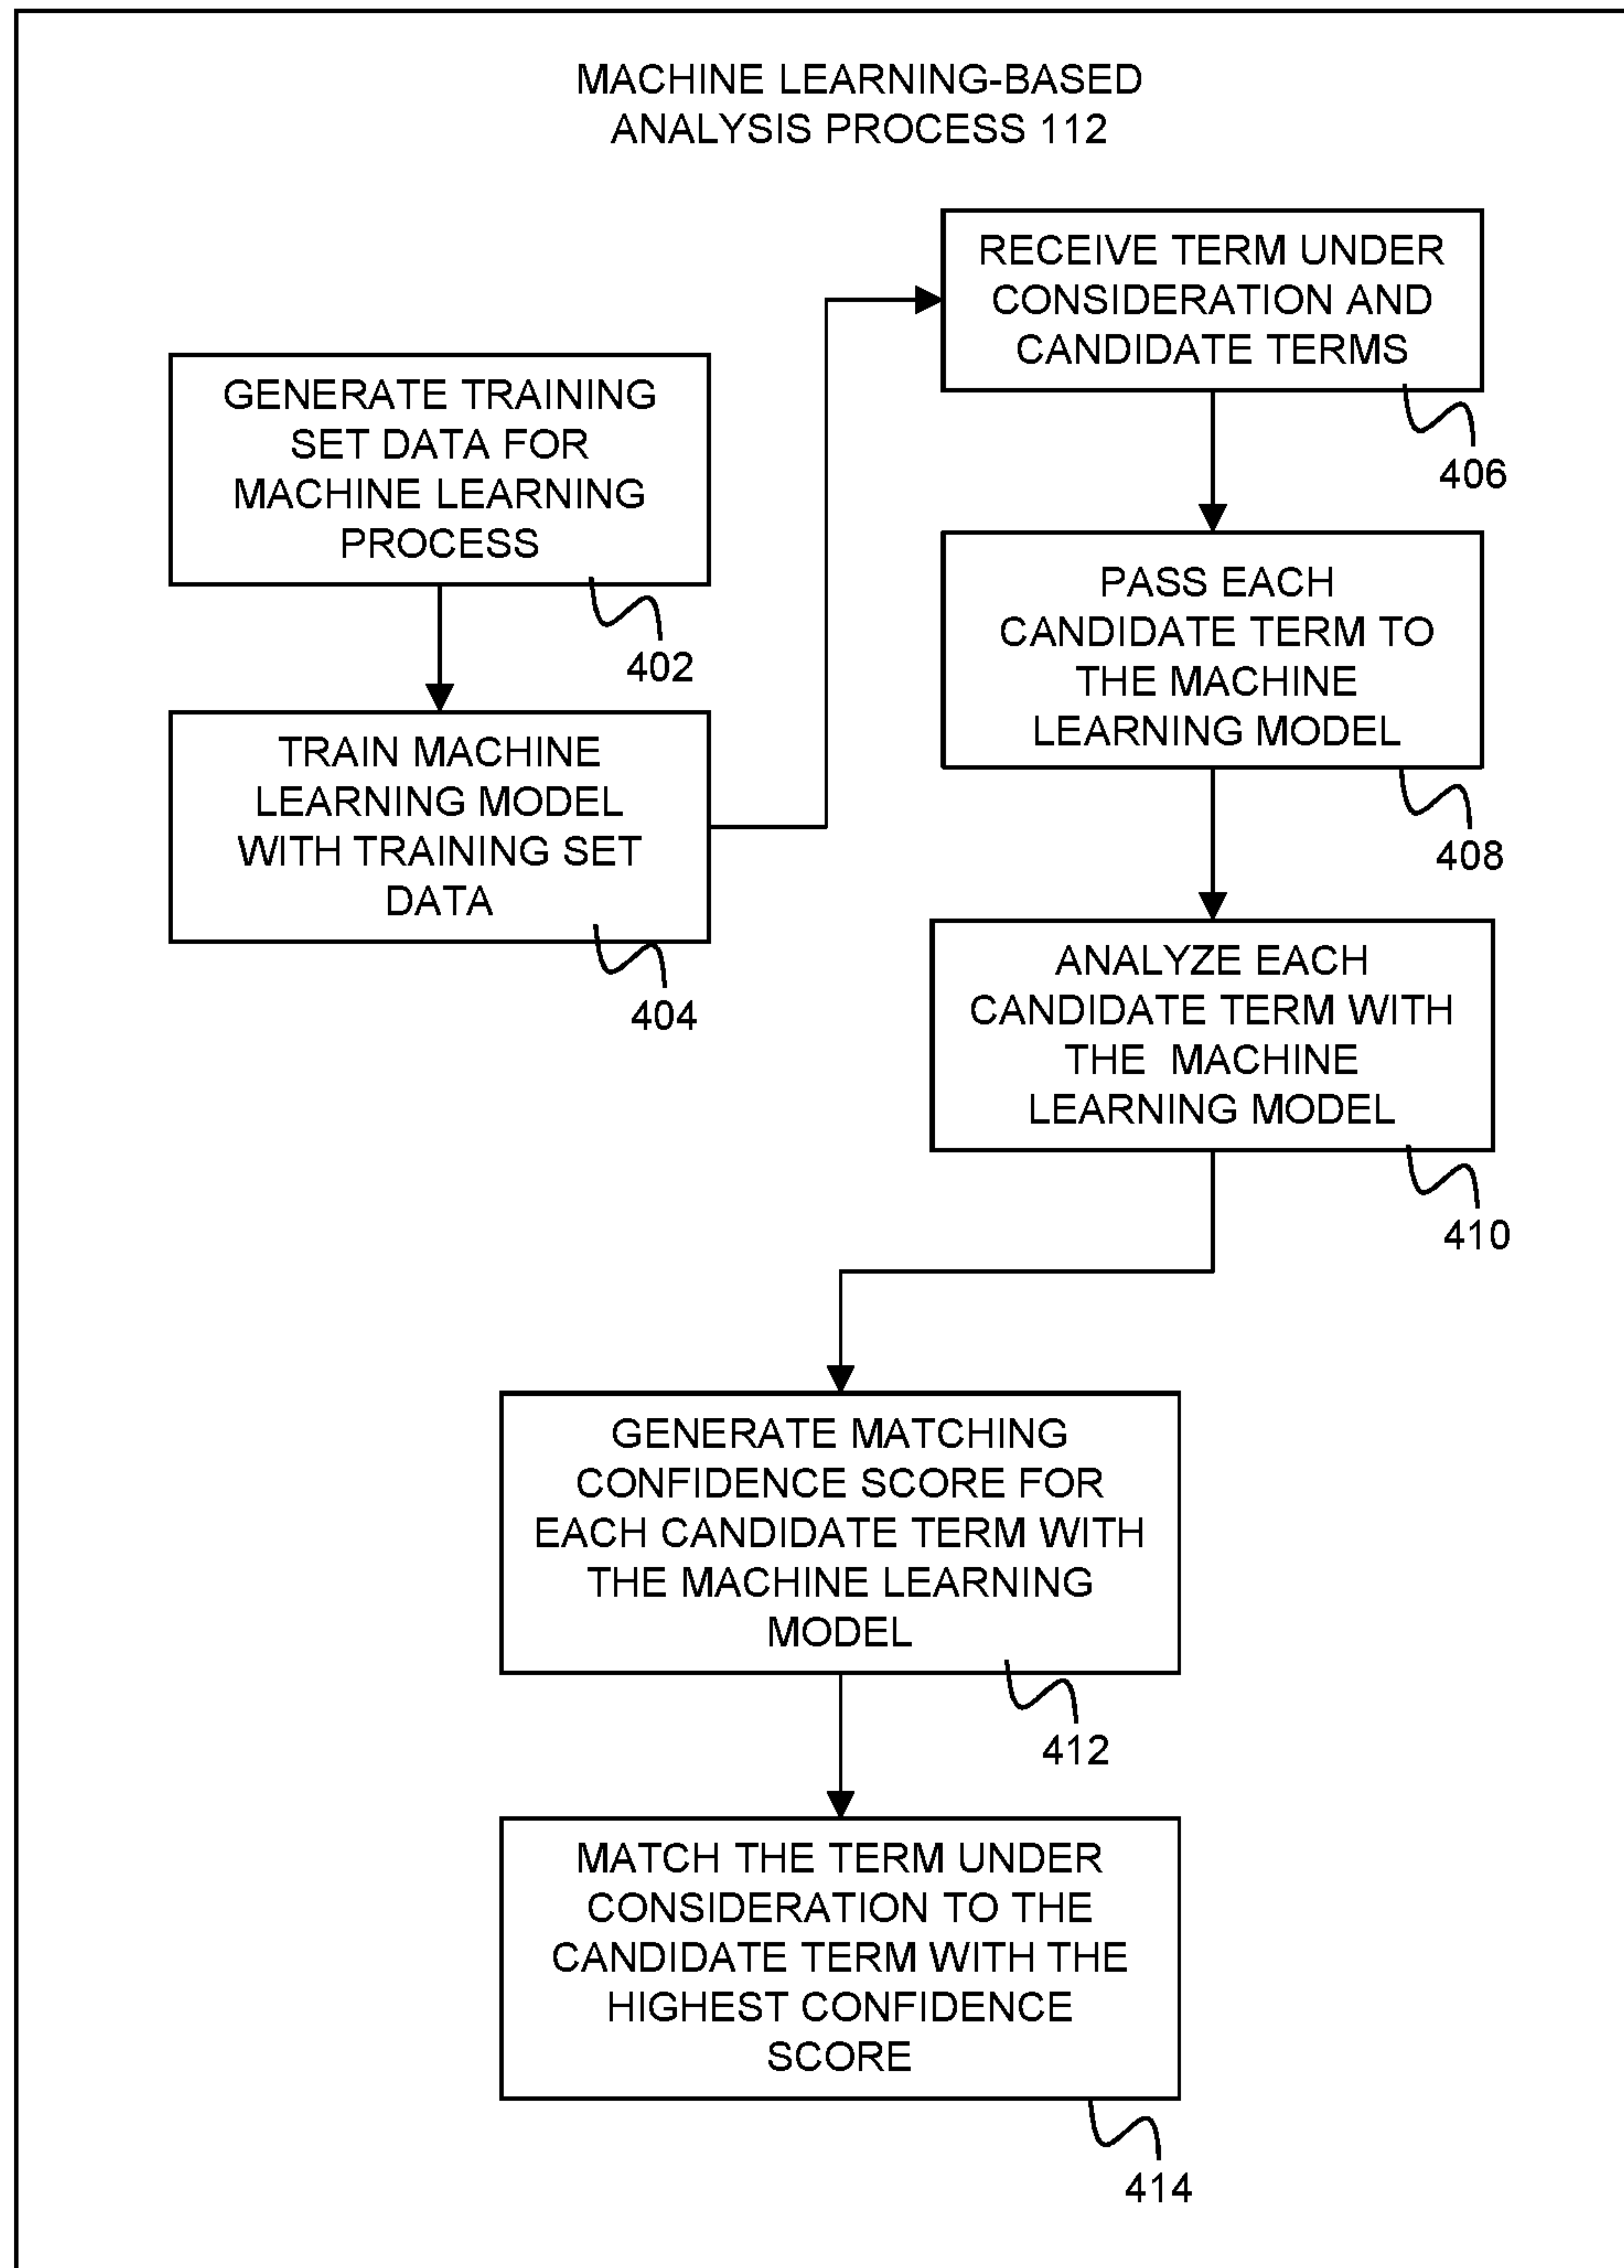 MACHINE LEARNING-BASED
ANALYSIS PROCESS 112
GENERATE TRAINING
SET DATA FOR
MACHINE LEARNING
PROCESS
402
TRAIN MACHINE
LEARNING MODEL
WITH TRAINING SET
DATA
404
RECEIVE TERM UNDER
CONSIDERATION AND
CANDIDATE TERMS
406
PASS EACH
CANDIDATE TERM TO
THE MACHINE
LEARNING MODEL
408
ANALYZE EACH
CANDIDATE TERM WITH
THE MACHINE
LEARNING MODEL
410
GENERATE MATCHING
CONFIDENCE SCORE FOR
EACH CANDIDATE TERM WITH
THE MACHINE LEARNING
MODEL
412
MATCH THE TERM UNDER
CONSIDERATION TO THE
CANDIDATE TERM WITH THE
HIGHEST CONFIDENCE
SCORE
414